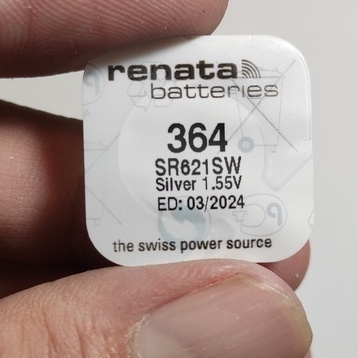 renata
batteries
364
SR621SW
Silver 1.55V
ED: 03/2024
the swiss power source